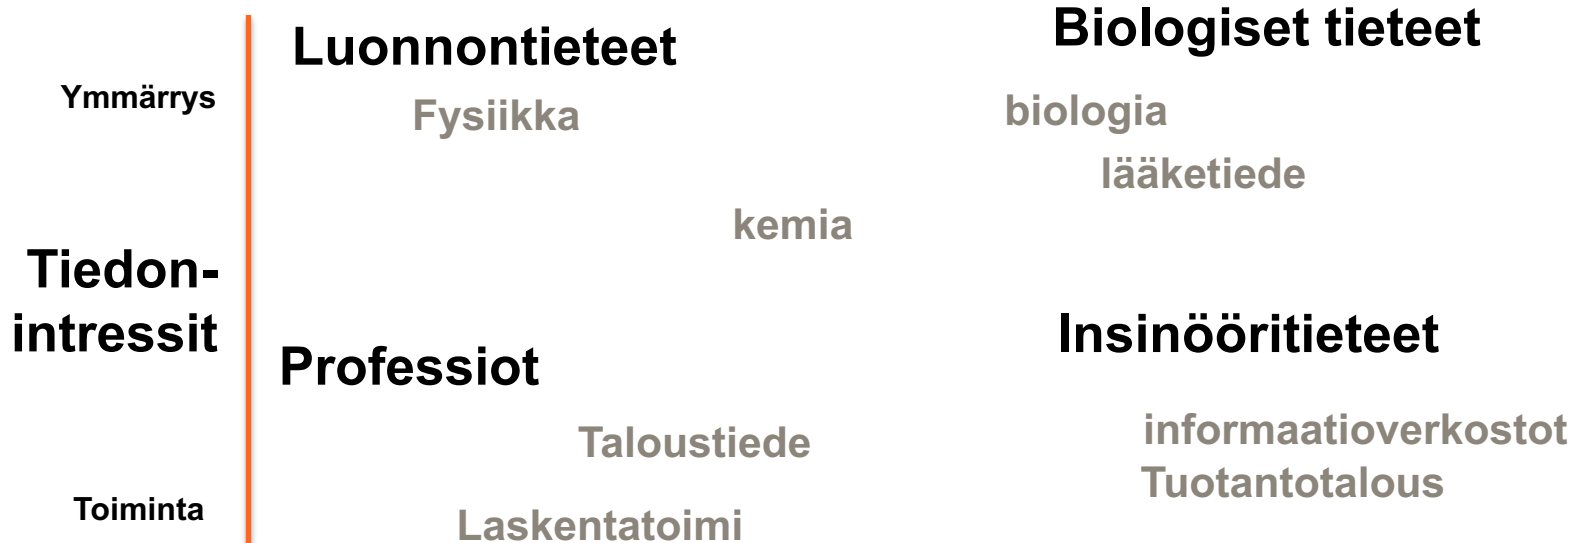 Luonnontieteet
Biologiset tieteet
Ymmärrys
Fysiikka
biologia
lääketiede
kemia
Tiedon-
intressit
Professiot
Insinööritieteet
Taloustiede
informaatioverkostot
Tuotantotalous
Toiminta
Laskentatoimi